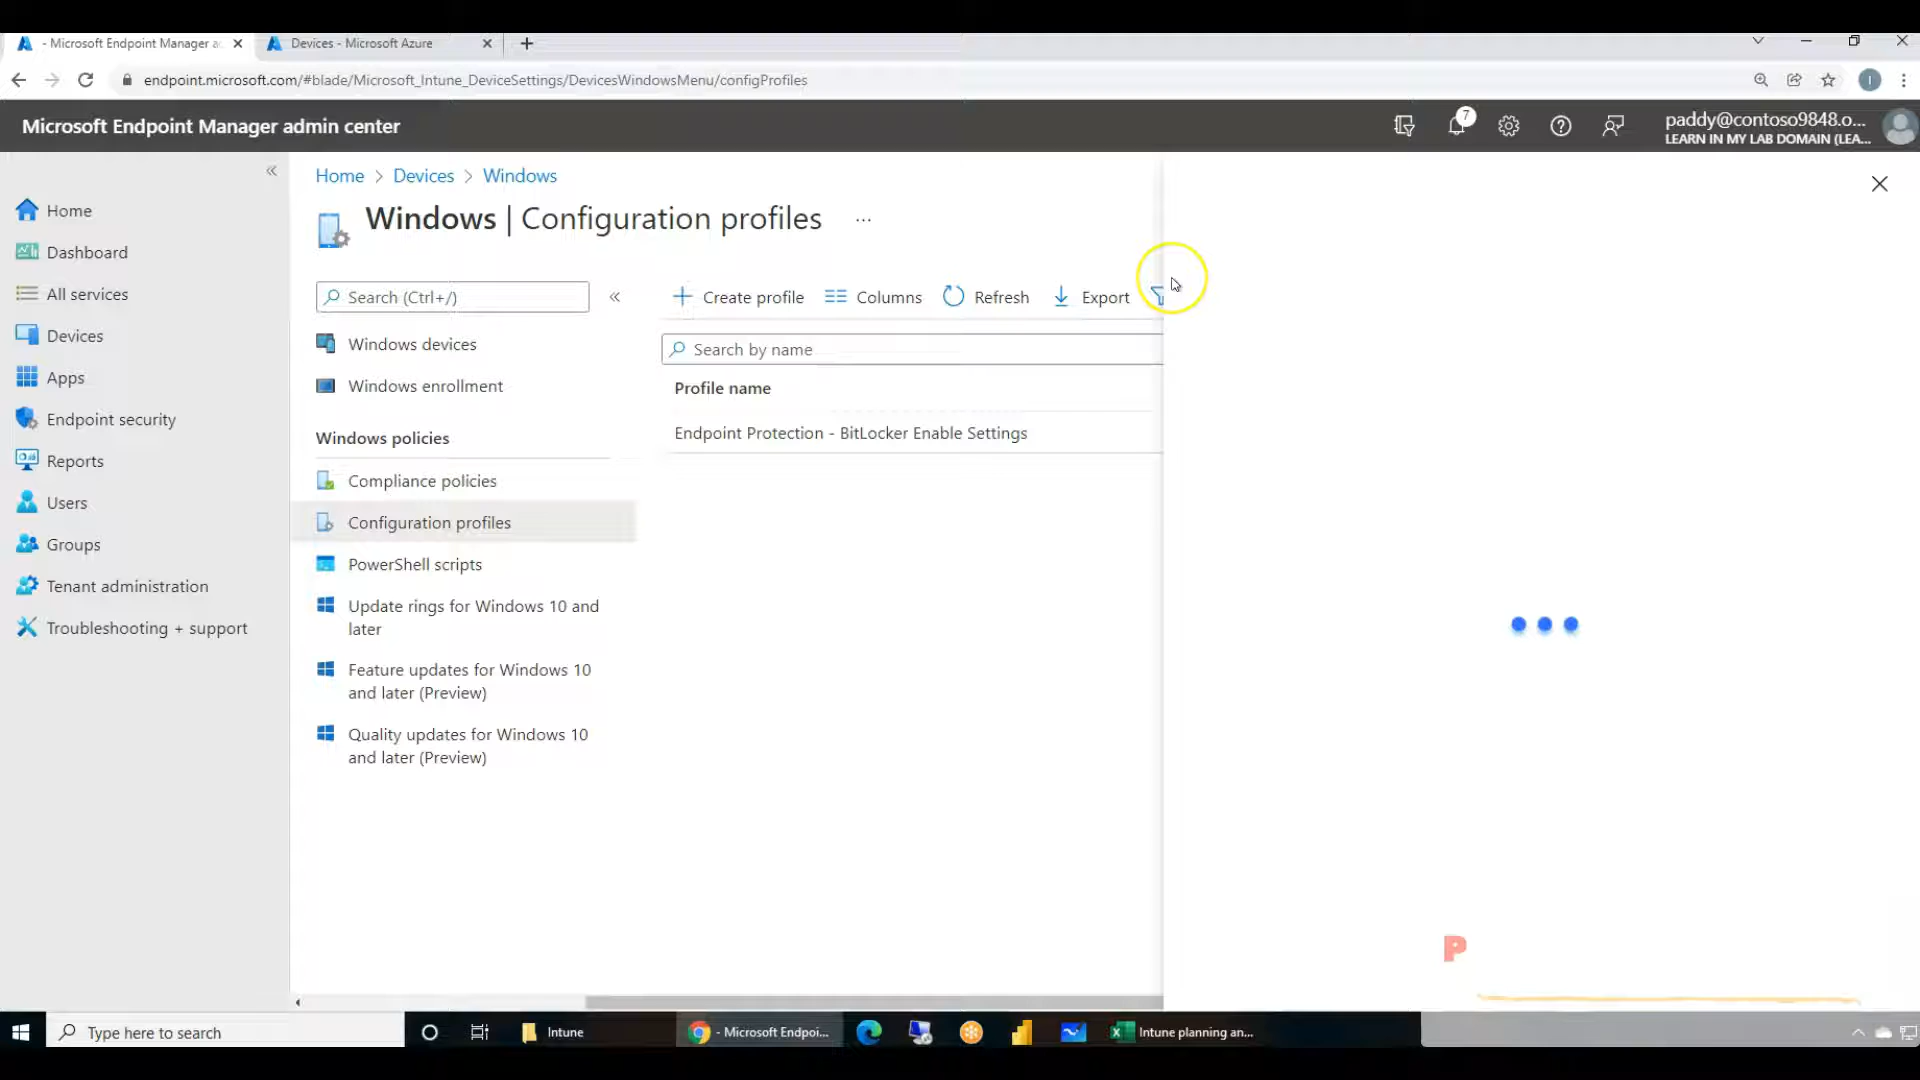 - Microsoft Endpoint Manager a
Devices - Microsoft Azure
endpoint.microsoft.com/#blade/Microsoft_Intune_DeviceSettings/DevicesWindowsMenu/configProfiles
Microsoft Endpoint Manager admin center
7
paddy@contoso9848.o...
LEARN IN MY LAB DOMAIN (LEA...
Home > Devices > Windows
Windows | Configuration profiles
...
Home
Dashboard
All services
Devices
Apps
Endpoint security
Reports
Users
Groups
Tenant administration
Troubleshooting + support
Search (Ctrl+/)
Windows devices
Windows enrollment
Windows policies
Compliance policies
Configuration profiles
PowerShell scripts
Update rings for Windows 10 and
later
Feature updates for Windows 10
and later (Preview)
Quality updates for Windows 10
and later (Preview)
Create profile
Columns
Refresh
Export
Search by name
Profile name
Endpoint Protection - BitLocker Enable Settings
P
Type here to search
Intune
- Microsoft Endpoi...
Intune planning an...